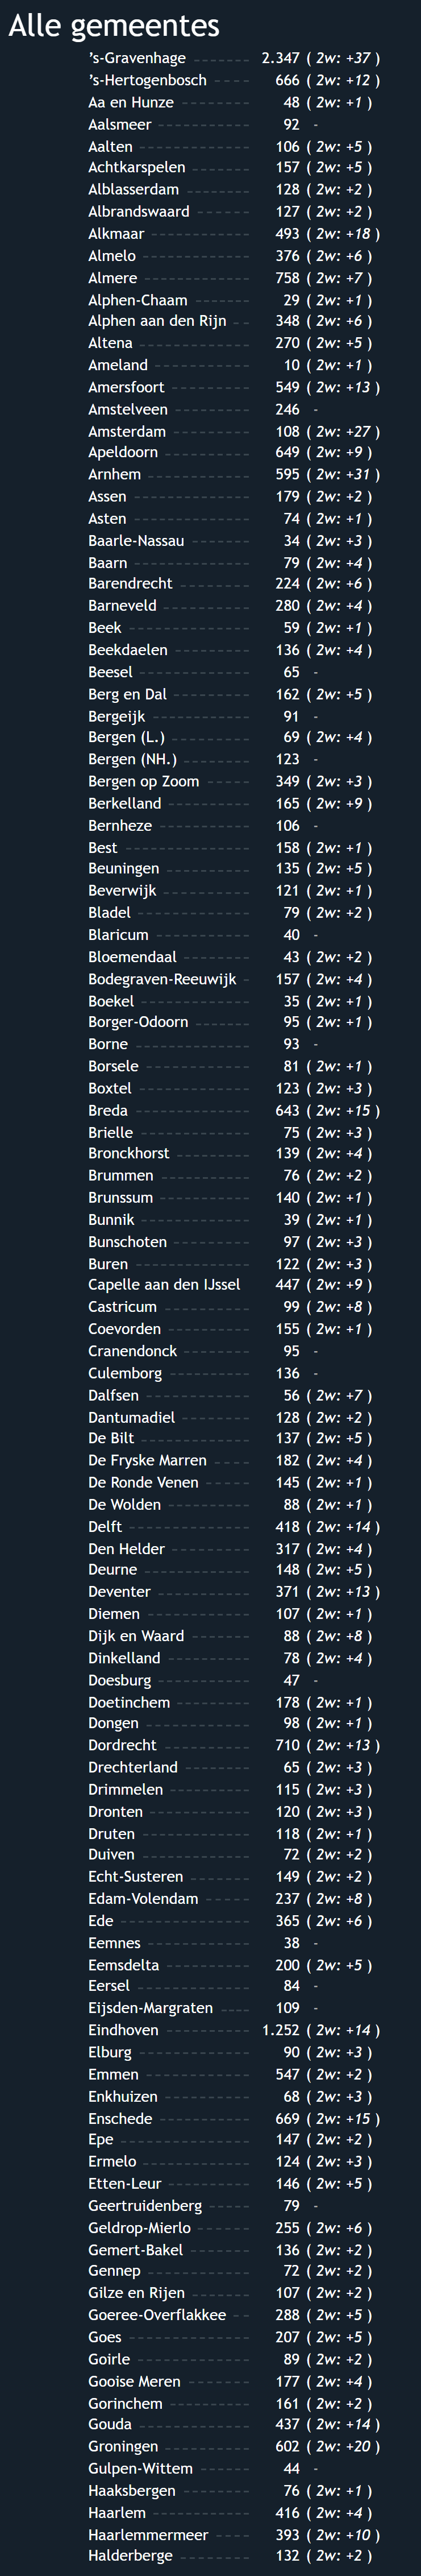 Alle gemeentes
’s-Gravenhage 2.347 ( 2w: +37 )
’s-Hertogenbosch 666 ( 2w: +12 )
Aa en Hunze 48 ( 2w: +1 )
Aalsmeer 92 -
Aalten 106 ( 2w: +5 )
Achtkarspelen 157 ( 2w: +5 )
Alblasserdam 128 ( 2w: +2 )
Albrandswaard 127 ( 2w: +2 )
Alkmaar 493 ( 2w: +18 )
Almelo 376 ( 2w: +6 )
Almere 758 ( 2w: +7 )
Alphen-Chaam 29 ( 2w: +1 )
Alphen aan den Rijn 348 ( 2w: +6 )
Altena 270 ( 2w: +5 )
Ameland 10 ( 2w: +1 )
Amersfoort 549 ( 2w: +13 )
Amstelveen 246 -
Amsterdam 108 ( 2w: +27 )
Apeldoorn 649 ( 2w: +9 )
Arnhem 595 ( 2w: +31 )
Assen 179 ( 2w: +2 )
Asten 74 ( 2w: +1 )
Baarle-Nassau 34 ( 2w: +3 )
Baarn 79 ( 2w: +4 )
Barendrecht 224 ( 2w: +6 )
Barneveld 280 ( 2w: +4 )
Beek 59 ( 2w: +1 )
Beekdaelen 136 ( 2w: +4 )
Beesel 65 -
Berg en Dal 162 ( 2w: +5 )
Bergeijk 91 -
Bergen (L.) 69 ( 2w: +4 )
Bergen (NH.) 123 -
Bergen op Zoom 349 ( 2w: +3 )
Berkelland 165 ( 2w: +9 )
Bernheze 106 -
Best 158 ( 2w: +1 )
Beuningen 135 ( 2w: +5 )
Beverwijk 121 ( 2w: +1 )
Bladel 79 ( 2w: +2 )
Blaricum 40 -
Bloemendaal 43 ( 2w: +2 )
Bodegraven-Reeuwijk 157 ( 2w: +4 )
Boekel 35 ( 2w: +1 )
Borger-Odoorn 95 ( 2w: +1 )
Borne 93 -
Borsele 81 ( 2w: +1 )
Boxtel 123 ( 2w: +3 )
Breda 643 ( 2w: +15 )
Brielle 75 ( 2w: +3 )
Bronckhorst 139 ( 2w: +4 )
Brummen 76 ( 2w: +2 )
Brunssum 140 ( 2w: +1 )
Bunnik 39 ( 2w: +1 )
Bunschoten 97 ( 2w: +3 )
Buren 122 ( 2w: +3 )
Capelle aan den IJssel 447 ( 2w: +9 )
Castricum 99 ( 2w: +8 )
Coevorden 155 ( 2w: +1 )
Cranendonck 95 -
Culemborg 136 -
Dalfsen 56 ( 2w: +7 )
Dantumadiel 128 ( 2w: +2 )
De Bilt 137 ( 2w: +5 )
De Fryske Marren 182 ( 2w: +4 )
De Ronde Venen 145 ( 2w: +1 )
De Wolden 88 ( 2w: +1 )
Delft 418 ( 2w: +14 )
Den Helder 317 ( 2w: +4 )
Deurne 148 ( 2w: +5 )
Deventer 371 ( 2w: +13 )
Diemen 107 ( 2w: +1 )
Dijk en Waard 88 ( 2w: +8 )
Dinkelland 78 ( 2w: +4 )
Doesburg 47 -
Doetinchem 178 ( 2w: +1 )
Dongen 98 ( 2w: +1 )
Dordrecht 710 ( 2w: +13 )
Drechterland 65 ( 2w: +3 )
Drimmelen 115 ( 2w: +3 )
Dronten 120 ( 2w: +3 )
Druten 118 ( 2w: +1 )
Duiven 72 ( 2w: +2 )
Echt-Susteren 149 ( 2w: +2 )
Edam-Volendam 237 ( 2w: +8 )
Ede 365 ( 2w: +6 )
Eemnes 38 -
Eemsdelta 200 ( 2w: +5 )
Eersel 84 -
Eijsden-Margraten 109 -
Eindhoven 1.252 ( 2w: +14 )
Elburg 90 ( 2w: +3 )
Emmen 547 ( 2w: +2 )
Enkhuizen 68 ( 2w: +3 )
Enschede 669 ( 2w: +15 )
Epe 147 ( 2w: +2 )
Ermelo 124 ( 2w: +3 )
Etten-Leur 146 ( 2w: +5 )
Geertruidenberg 79 -
Geldrop-Mierlo 255 ( 2w: +6 )
Gemert-Bakel 136 ( 2w: +2 )
Gennep 72 ( 2w: +2 )
Gilze en Rijen 107 ( 2w: +2 )
Goeree-Overflakkee 288 ( 2w: +5 )
Goes 207 ( 2w: +5 )
Goirle 89 ( 2w: +2 )
Gooise Meren 177 ( 2w: +4 )
Gorinchem 161 ( 2w: +2 )
Gouda 437 ( 2w: +14 )
Groningen 602 ( 2w: +20 )
Gulpen-Wittem 44 -
Haaksbergen 76 ( 2w: +1 )
Haarlem 416 ( 2w: +4 )
Haarlemmermeer 393 ( 2w: +10 )
Halderberge 132 ( 2w: +2 )